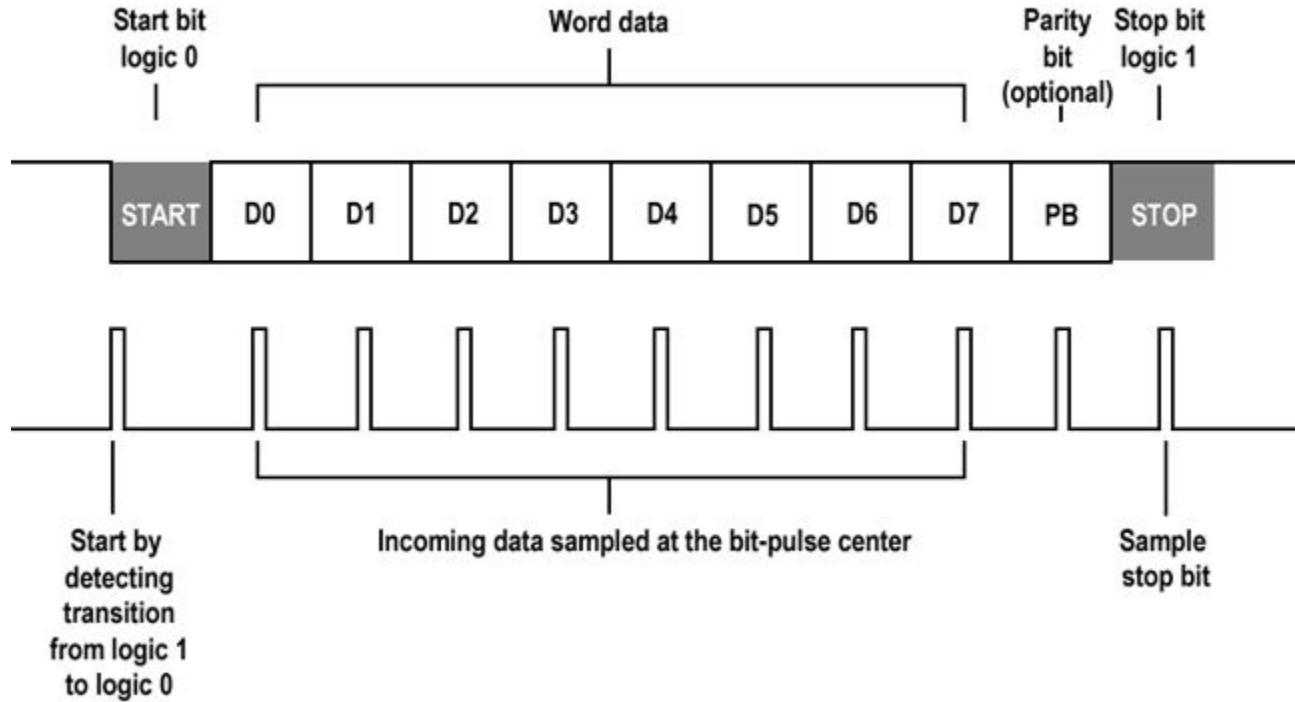 Start bit
logic 0
Word data
Parity
bit
(optional)
Stop bit
logic 1
START
D0
D1
D2
D3
D4
D5
D6
D7
PB
STOP
Start by
detecting
transition
from logic 1
to logic 0
Incoming data sampled at the bit-pulse center
Sample
stop bit